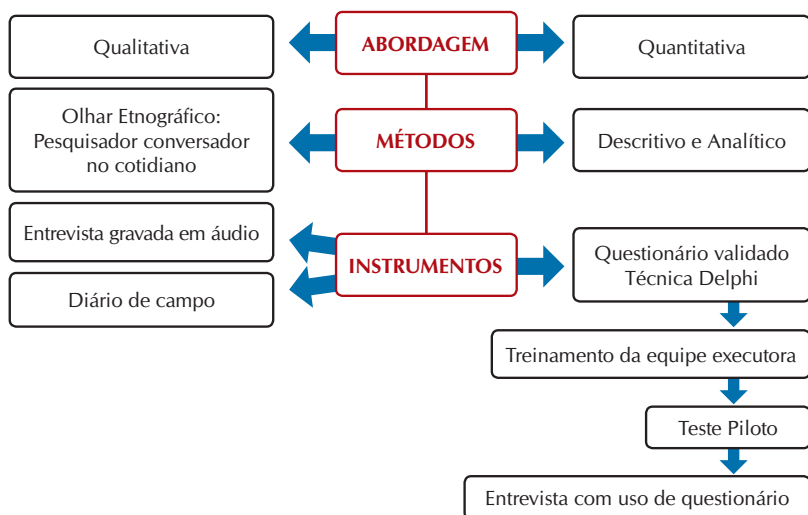 Qualitativa
ABORDAGEM
Quantitativa
Olhar Etnográfico:
Pesquisador conversador
no cotidiano
MÉTODOS
Descritivo e Analítico
Entrevista gravada em áudio
Diário de campo
INSTRUMENTOS
Questionário validado
Técnica Delphi
Treinamento da equipe executora
Teste Piloto
Entrevista com uso de questionário